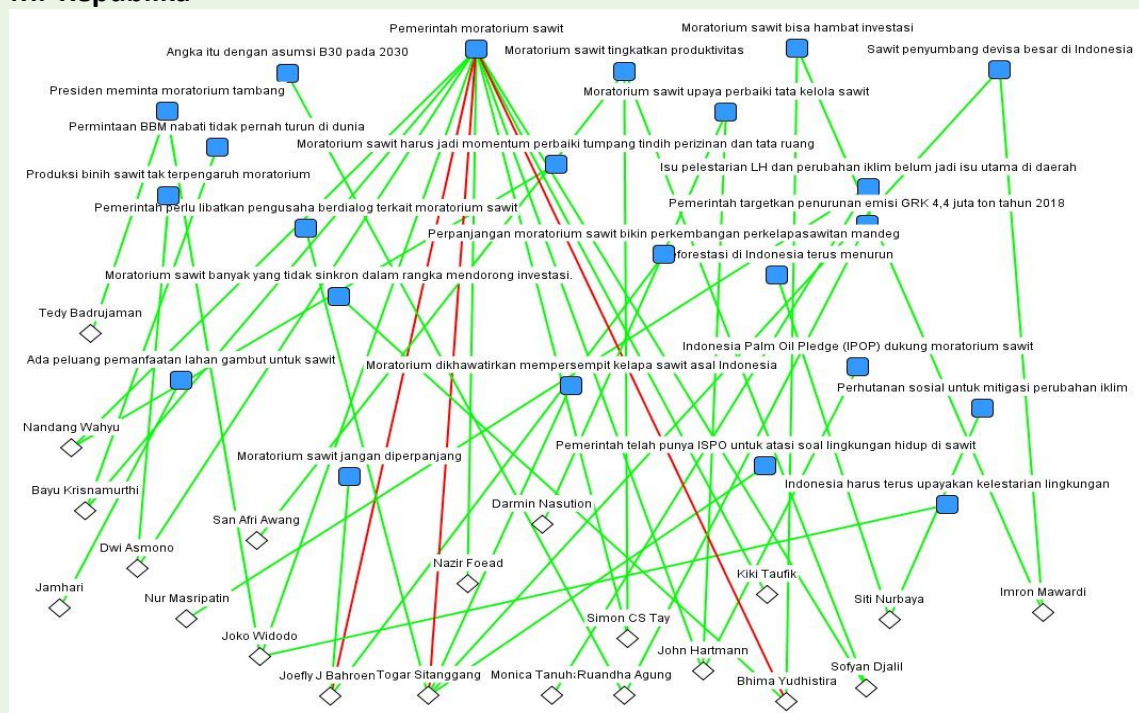 Pemerintah moratorium sawit
Moratorium sawit bisa hambat investasi
Angka itu dengan asumsi B30 pada 2030
Moratorium sawit tingkatkan produktivitas
Sawit penyumbang devisa besar di Indonesia
Presiden meminta moratorium tambang
Moratorium sawit upaya perbaiki tata kelola sawit
Permintaan BBM nabati tidak pernah turun di dunia
Moratorium sawit harus jadi momentum perbaiki tumpang tindih perizinan dan tata ruang
Isu pelestarian LH dan perubahan iklim belum jadi isu utama di daerah
Produksi binih sawit tak terpengaruh moratorium
Pemerintah targetkan penurunan emisi GRK 4,4 juta ton tahun 2018
Pemerintah perlu libatkan pengusaha berdialog terkait moratorium sawit
Perpanjangan moratorium sawit bikin perkembangan perkelapasawitan mandeg
eforestasi di Indonesia terus menurun
Moratorium sawit banyak yang tidak sinkron dalam rangka mendorong investasi.
Tedy Badrujaman
Indonesia Palm Oil Pledge (IPOP) dukung moratorium sawit
Ada peluang pemanfaatan lahan gambut untuk sawit
Moratorium dikhawatirkan mempersempit kelapa sawit asal Indonesia
Perhutanan sosial untuk mitigasi perubahan iklim
Nandang Wahyu
Pemerintah telah punya ISPO untuk atasi soal lingkungan hidup di sawit
Moratorium sawit jangan diperpanjang
Indonesia harus terus upayakan kelestarian lingkungan
Bayu Krisnamurthi
Darmin Nasution
San Afri Awang
Dwi Asmono
Nazir Foead
Kiki Taufik
Jamhari
Nur Masripatin
Siti Nurbaya
Imron Mawardi
Simon CS Tay
Joko Widodo
John Hartmann
Sofyan Djalil
Joefly J Bahroen
Togar Sitanggang
Monica Tanuh
Ruandha Agung
Bhima Yudhistira